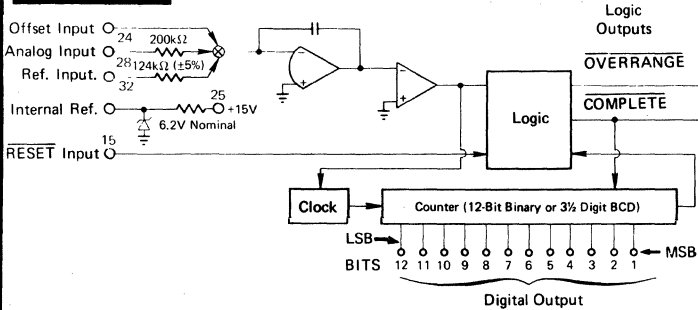 Offset Input
24
Analog Input
200kΩ
28
Ref. Input.
124kΩ (±5%)
32
Internal Ref.
25
+15V
6.2V Nominal
RESET Input
15
Logic
Outputs
OVERRANGE
COMPLETE
Logic
Clock
Counter (12-Bit Binary or 3½ Digit BCD)
LSB
MSB
BITS 12 11 10 9 8 7 6 5 4 3 2 1
Digital Output